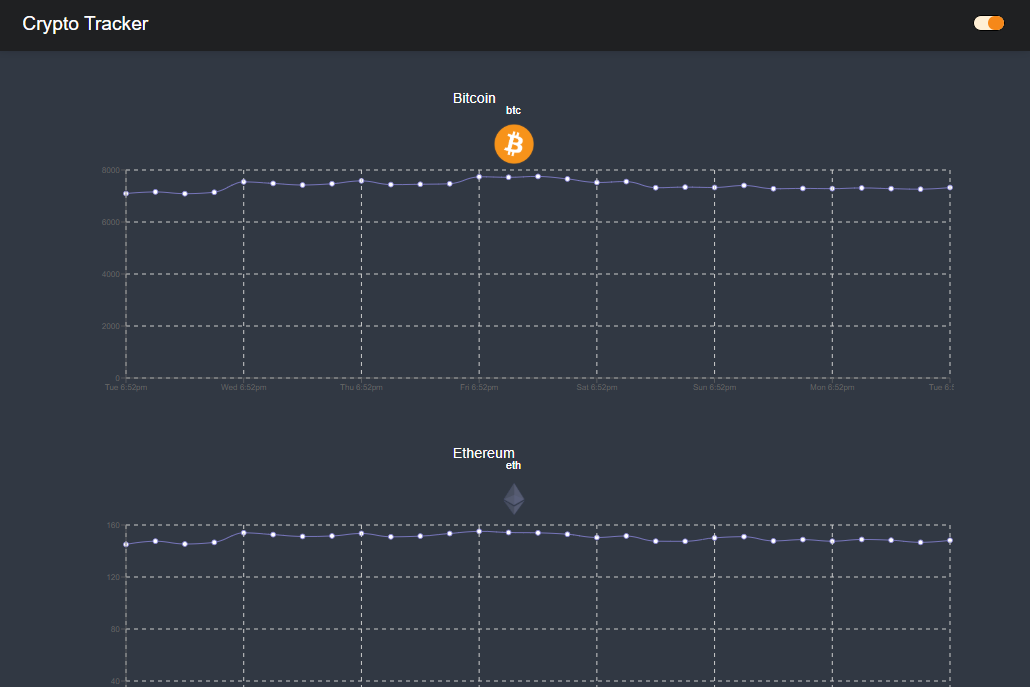 Crypto Tracker
Bitcoin
btc
8000
6000
4000
2000
0
Tue 6:52pm Wed 6:52pm Thu 6:52pm Fri 6:52pm Sat 6:52pm Sun 6:52pm Mon 6:52pm Tue 6:5
Ethereum
eth
160
120
80
40